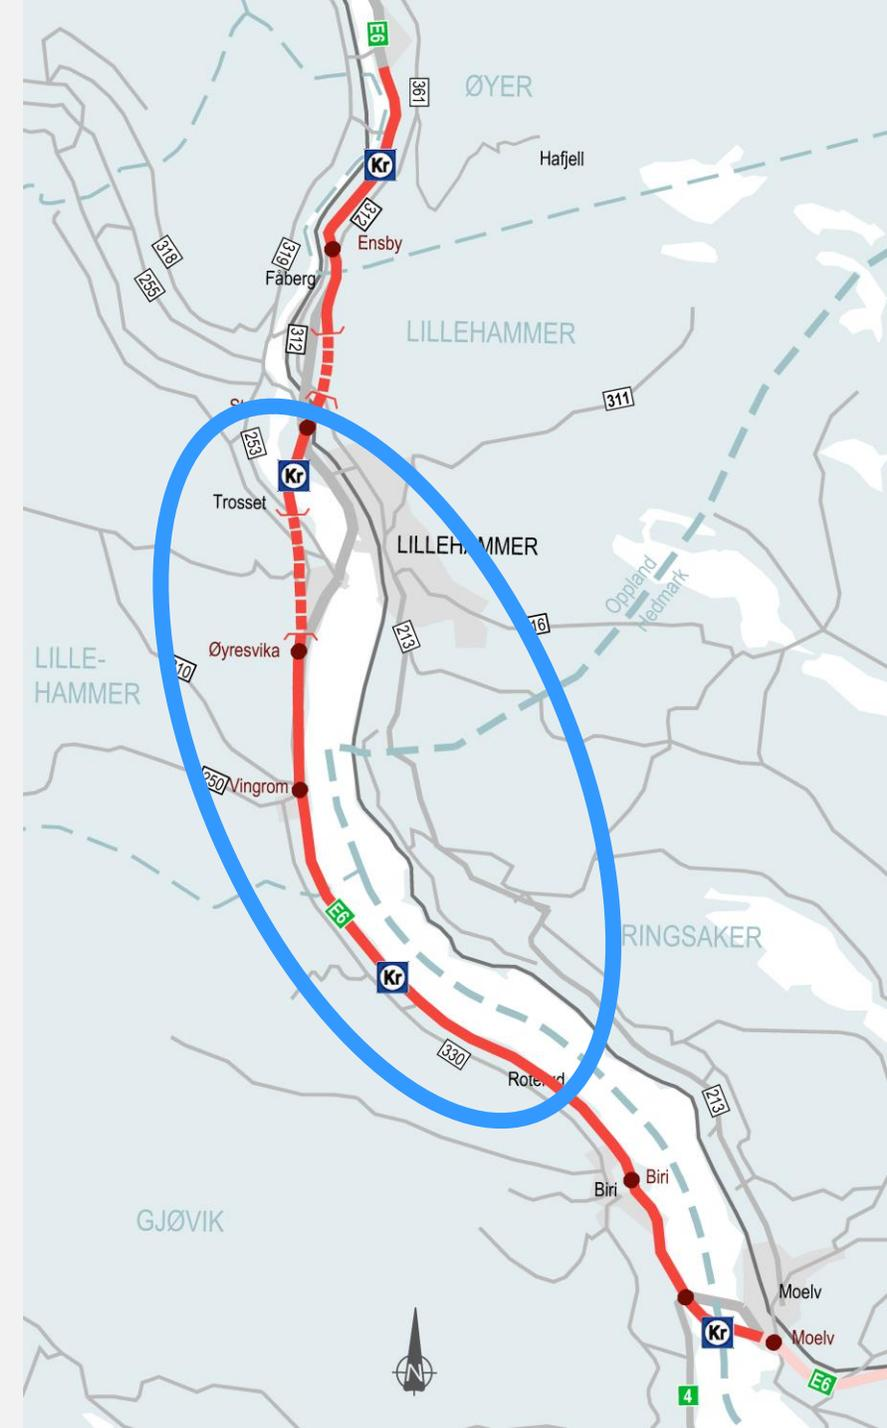 E6
361
ØYER
Kr
Hafjell
312
Ensby
318
319
255
Fåberg
312
LILLEHAMMER
311
253
Kr
Trosset
LILLEHAMMER
Oppland
Hedmark
213
Øyresvika
LILLE-
HAMMER
250
Vingrom
E6
RINGSAKER
Kr
330
213
Biri
Biri
GJØVIK
Moelv
Kr
Moelv
N
E6
4